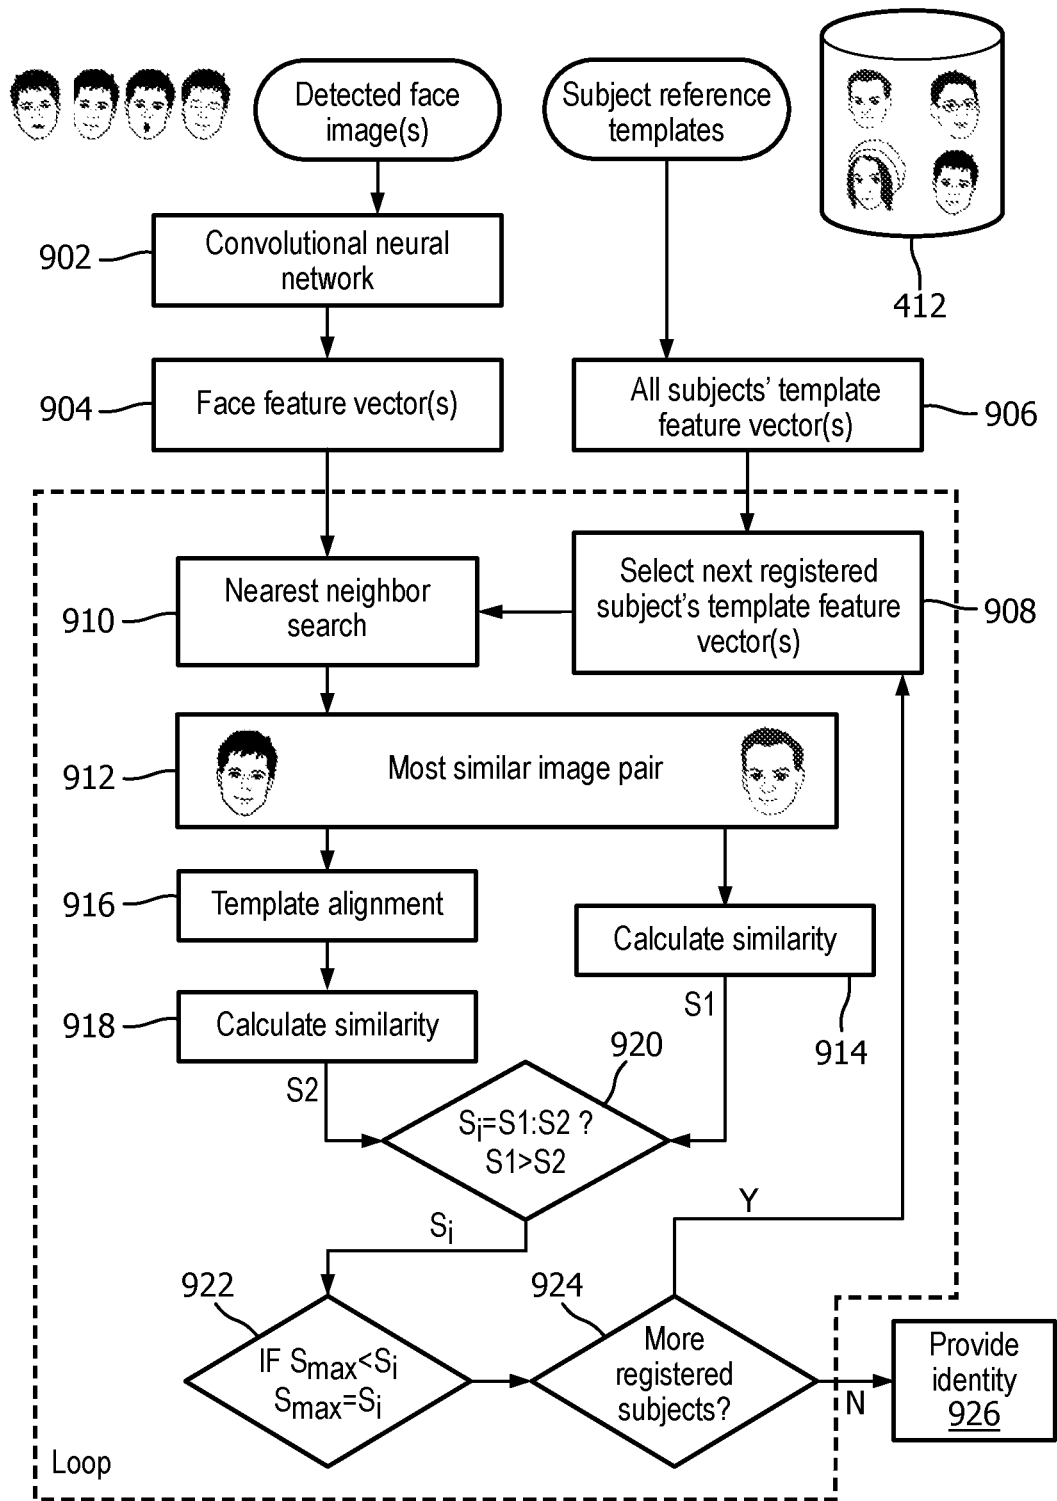 Detected face
image(s)
Subject reference
templates
412
902
Convolutional neural
network
904
Face feature vector(s)
All subjects' template
feature vector(s)
906
910
Nearest neighbor
search
Select next registered
subject's template feature
vector(s)
908
912
Most similar image pair
916
Template alignment
Calculate similarity
914
918
Calculate similarity
S1
S2
920
Si=S1:S2 ?
S1>S2
Si
Y
922
IF Smax<Si
Smax=Si
924
More
registered
subjects?
N
Provide
identity
926
Loop